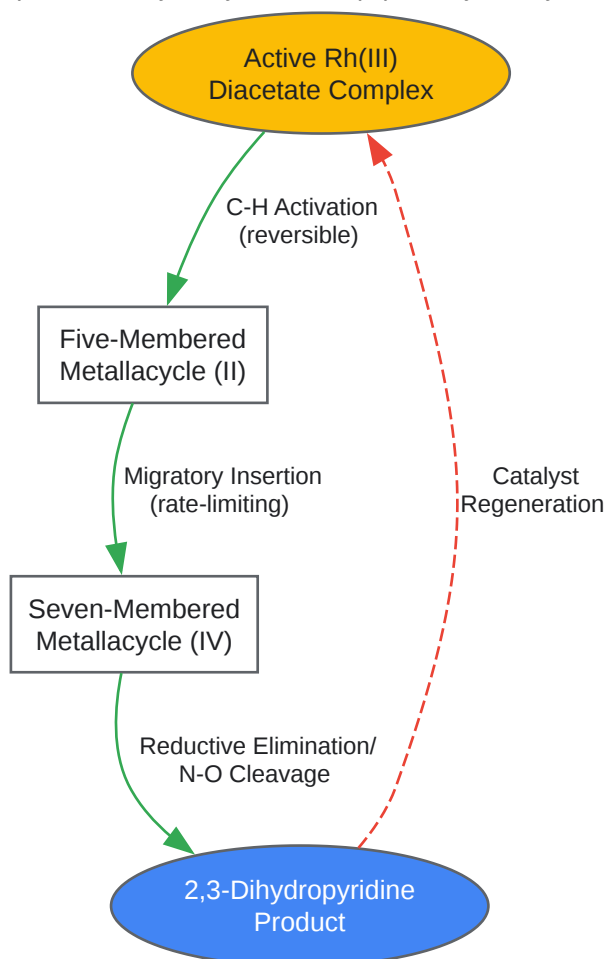 Active Rh(III)
Diacetate Complex
C-H Activation
(reversible)
Five-Membered
Metallacycle (II)
Migratory Insertion
(rate-limiting)
Catalyst
Regeneration
Seven-Membered
Metallacycle (IV)
Reductive Elimination/
N-O Cleavage
2,3-Dihydropyridine
Product